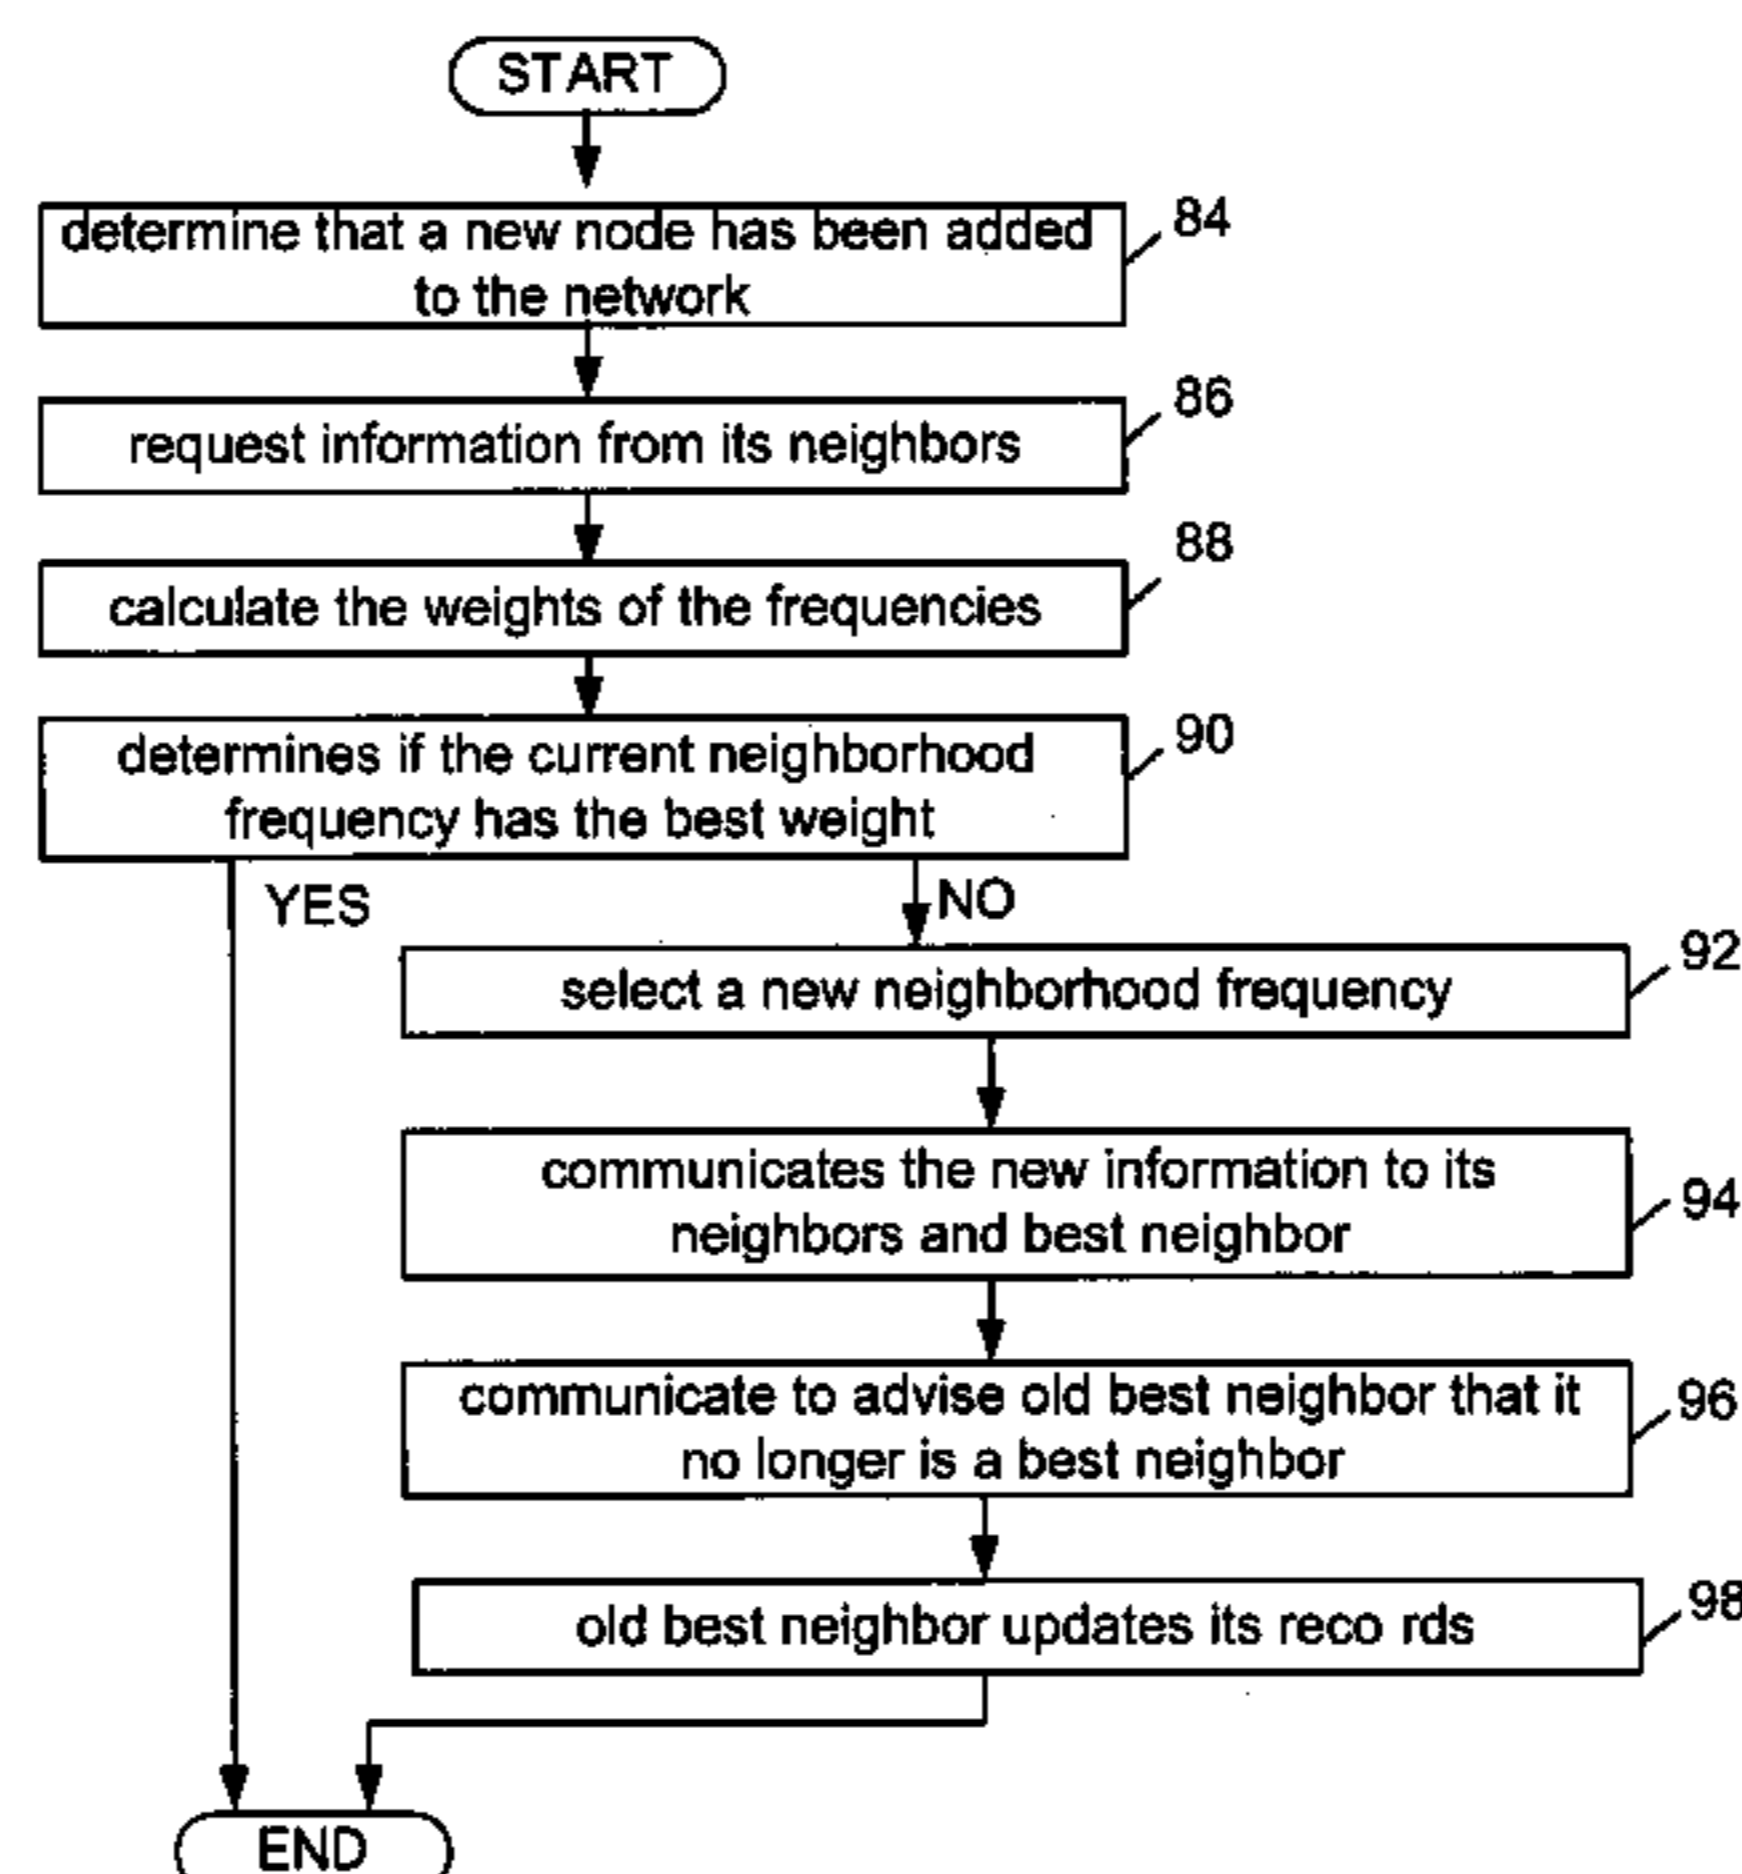 START
determine that a new node has been added
to the network
84
request information from its neighbors
86
calculate the weights of the frequencies
88
determines if the current neighborhood
frequency has the best weight
90
YES
NO
select a new neighborhood frequency
92
communicates the new information to its
neighbors and best neighbor
94
communicate to advise old best neighbor that it
no longer is a best neighbor
96
old best neighbor updates its reco rds
98
END